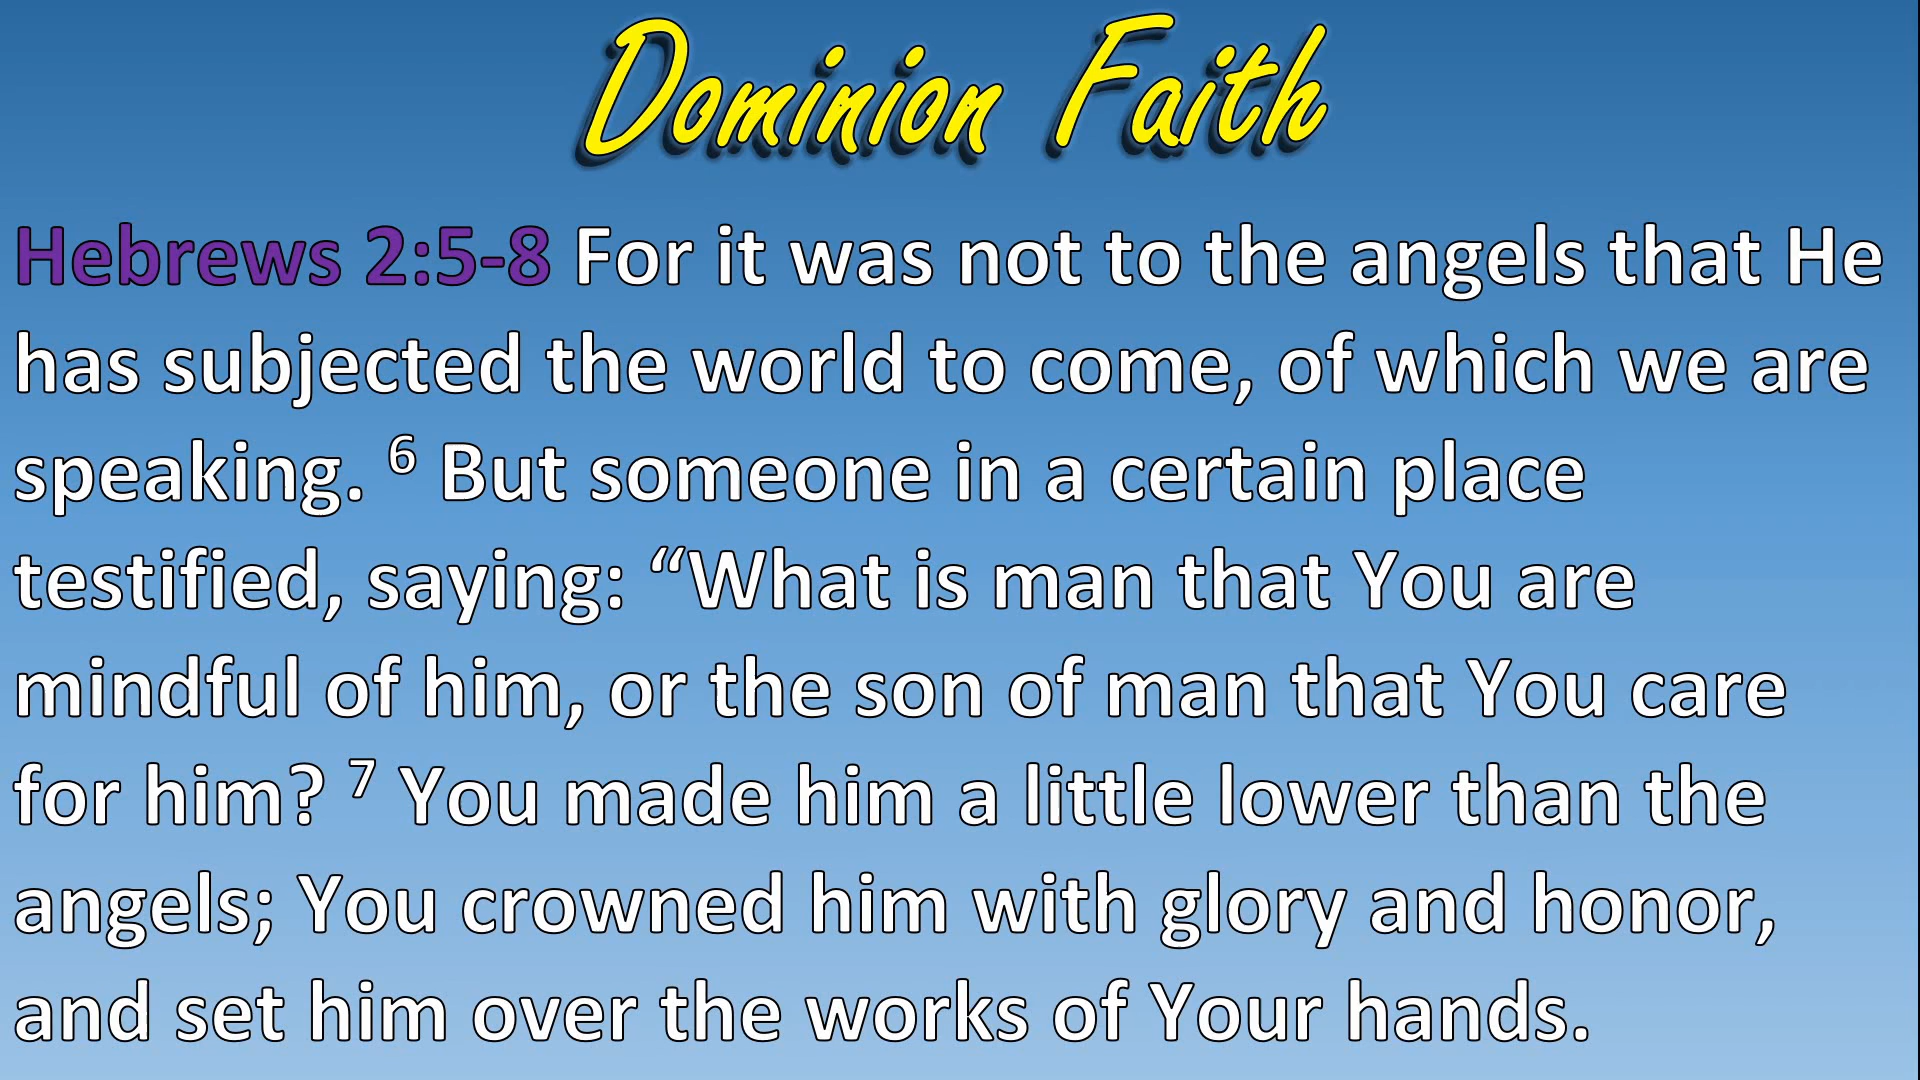 Dominion Faith
Hebrews 2:5-8 For it was not to the angels that He
has subjected the world to come, of which we are
speaking. ⁶ But someone in a certain place
testified, saying: “What is man that You are
mindful of him, or the son of man that You care
for him? ⁷ You made him a little lower than the
angels; You crowned him with glory and honor,
and set him over the works of Your hands.